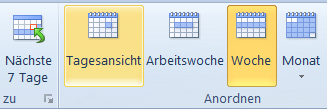 Nächste
7 Tage
Tagesansicht
Arbeitswoche
Woche
Monat
zu
Anordnen